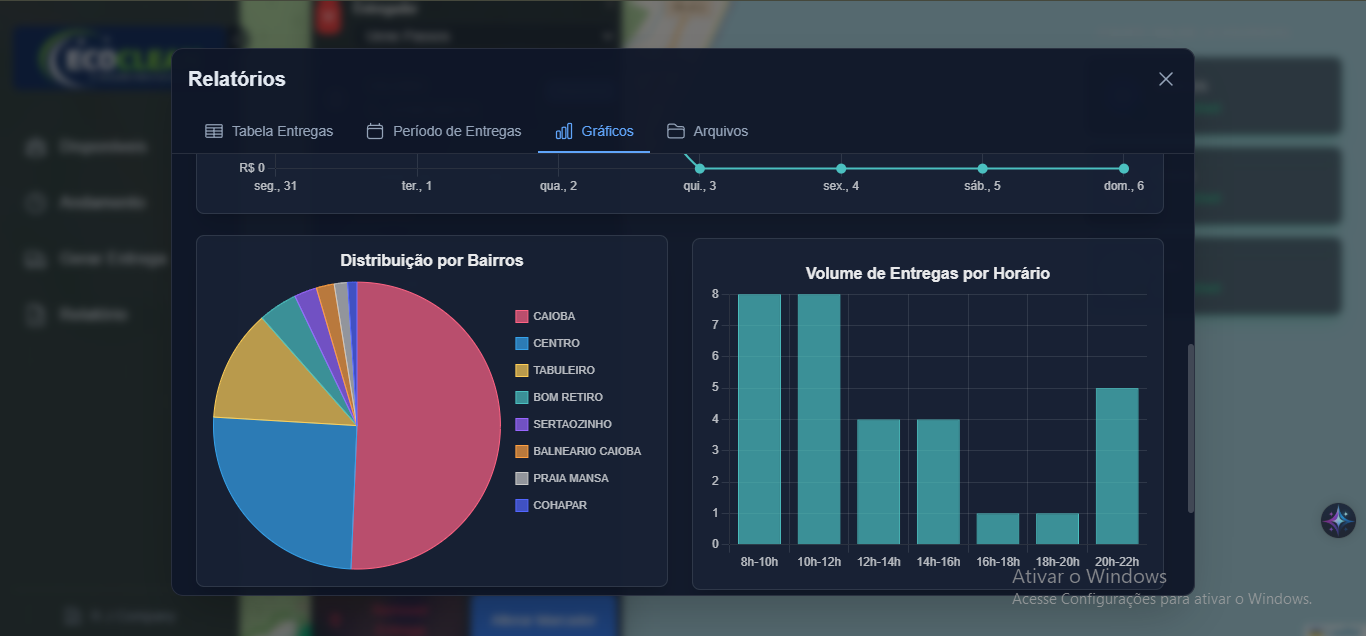 ECOCLEA
Relatórios
Tabela Entregas
Período de Entregas
Gráficos
Arquivos
R$ 0
seg., 31
ter., 1
qua., 2
qui., 3
sex., 4
sáb., 5
dom., 6
Distribuição por Bairros
CAIOBA
CENTRO
TABULEIRO
BOM RETIRO
SERTAOZINHO
BALNEARIO CAIOBA
PRAIA MANSA
COHAPAR
Volume de Entregas por Horário
8
7
6
5
4
3
2
1
0
8h-10h
10h-12h
12h-14h
14h-16h
16h-18h
18h-20h
20h-22h
Ativar o Windows
Acesse Configurações para ativar o Windows.